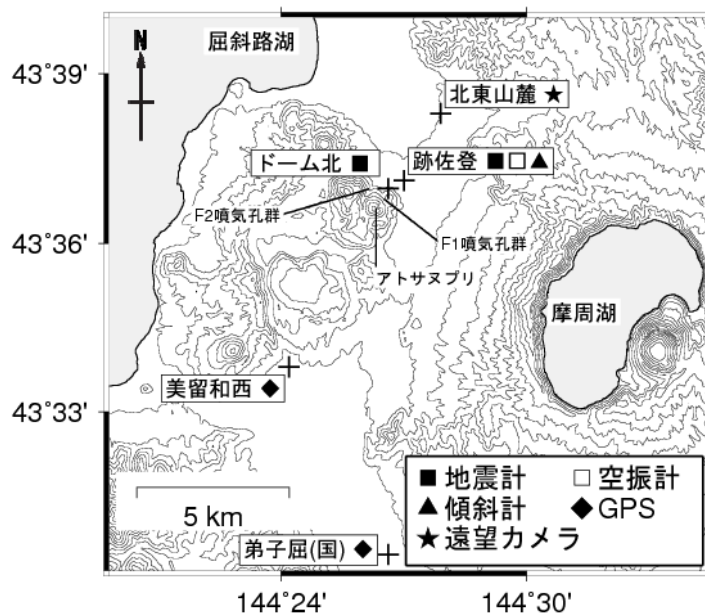 屈斜路湖
N
43°39'
北東山麓 ★
ドーム北 ■
跡佐登 ■□▲
F2噴気孔群
43°36'
F1噴気孔群
アトサヌプリ
摩周湖
美留和西 ◆
43°33'
■ 地震計 □ 空振計
▲ 傾斜計 ◆ GPS
★ 遠望カメラ
5 km
弟子屈(国) ◆
144°24' 144°30'